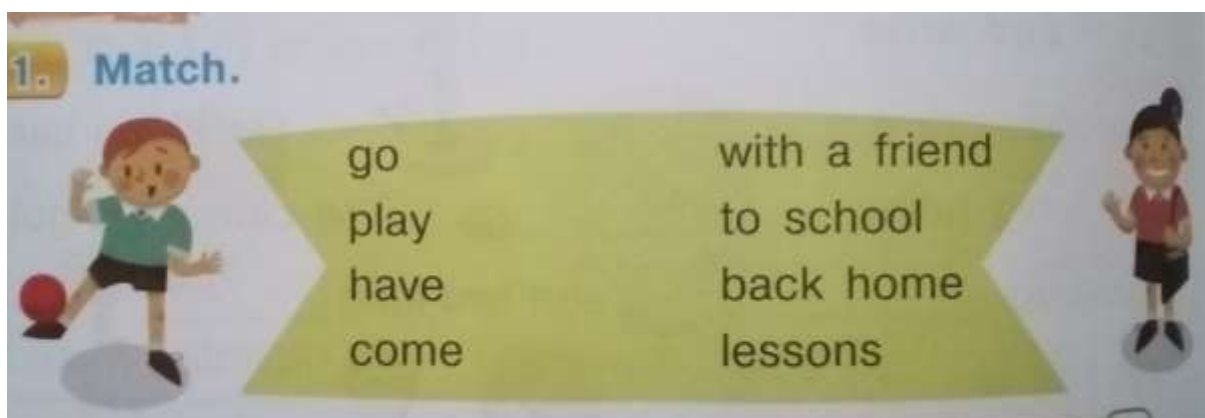 1. Match.
go with a friend
play to school
have back home
come lessons